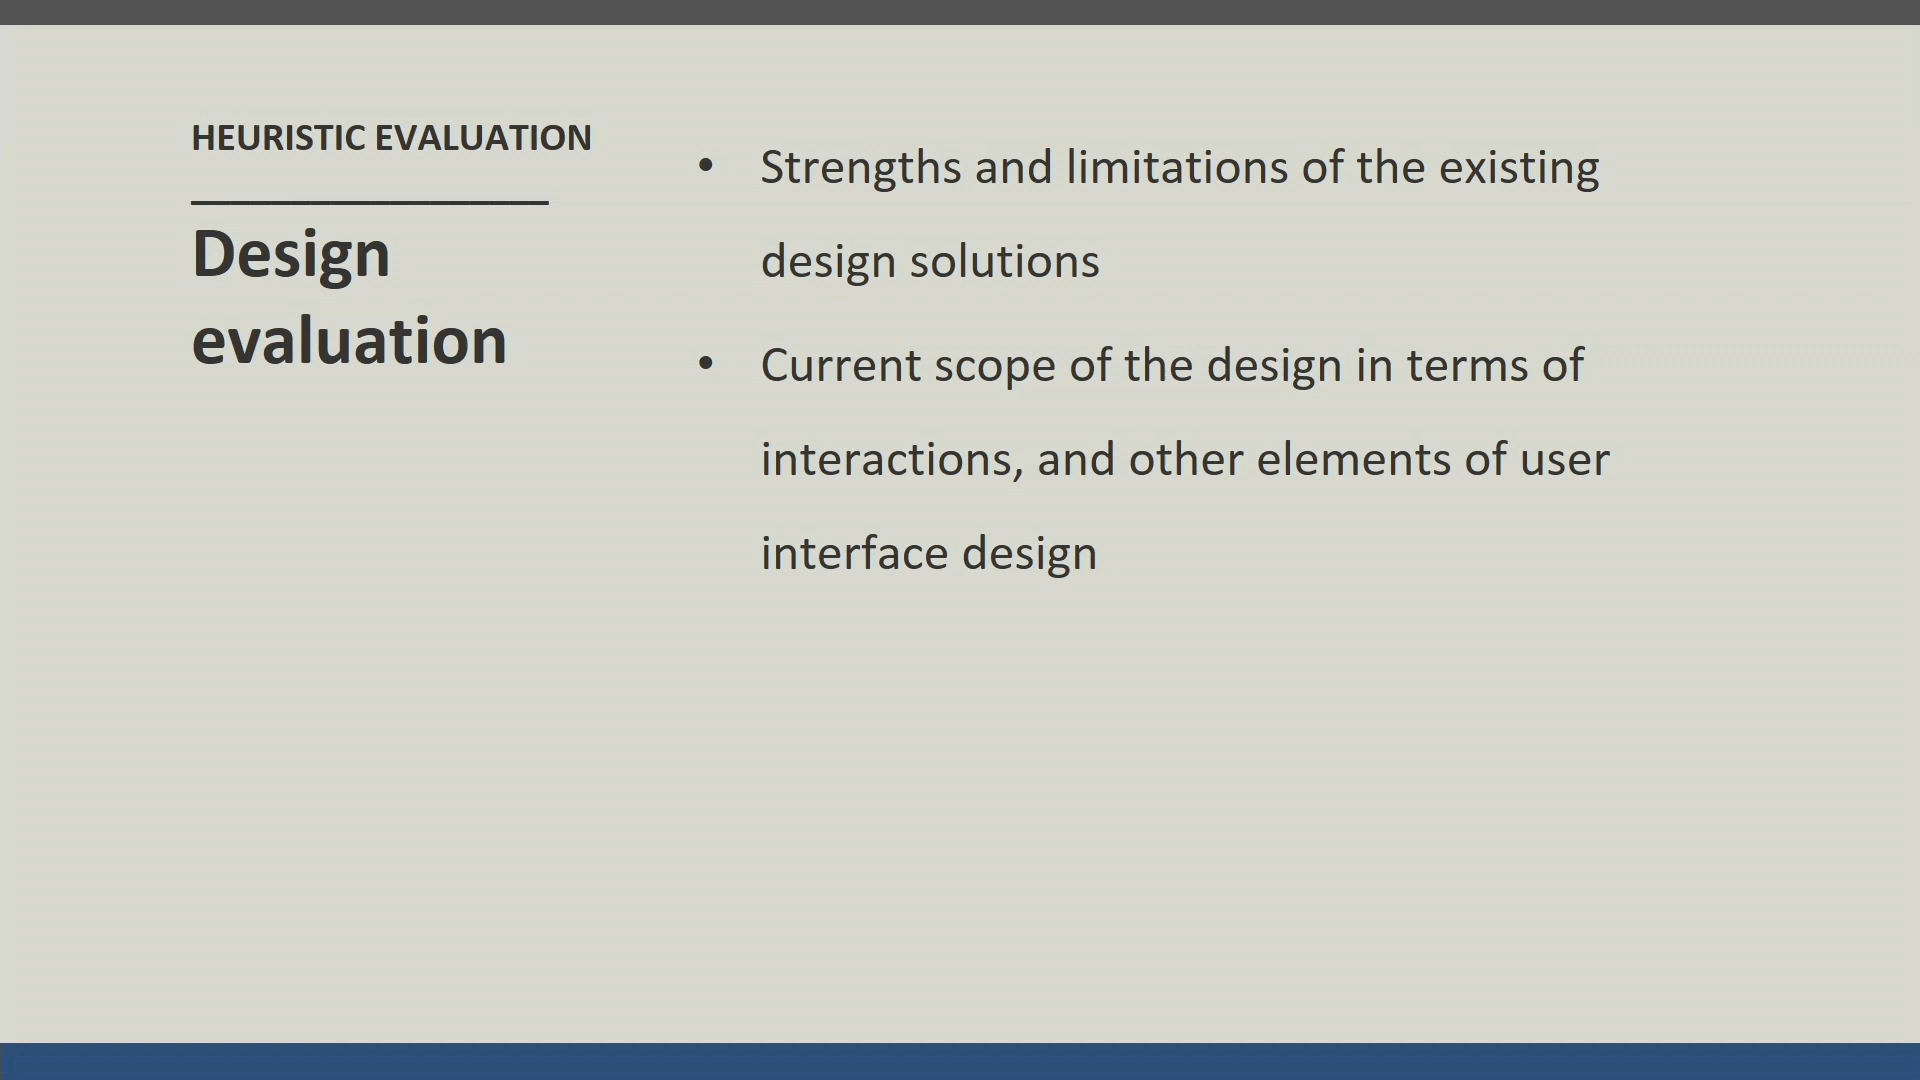 HEURISTIC EVALUATION
Design
evaluation
• Strengths and limitations of the existing
design solutions
• Current scope of the design in terms of
interactions, and other elements of user
interface design